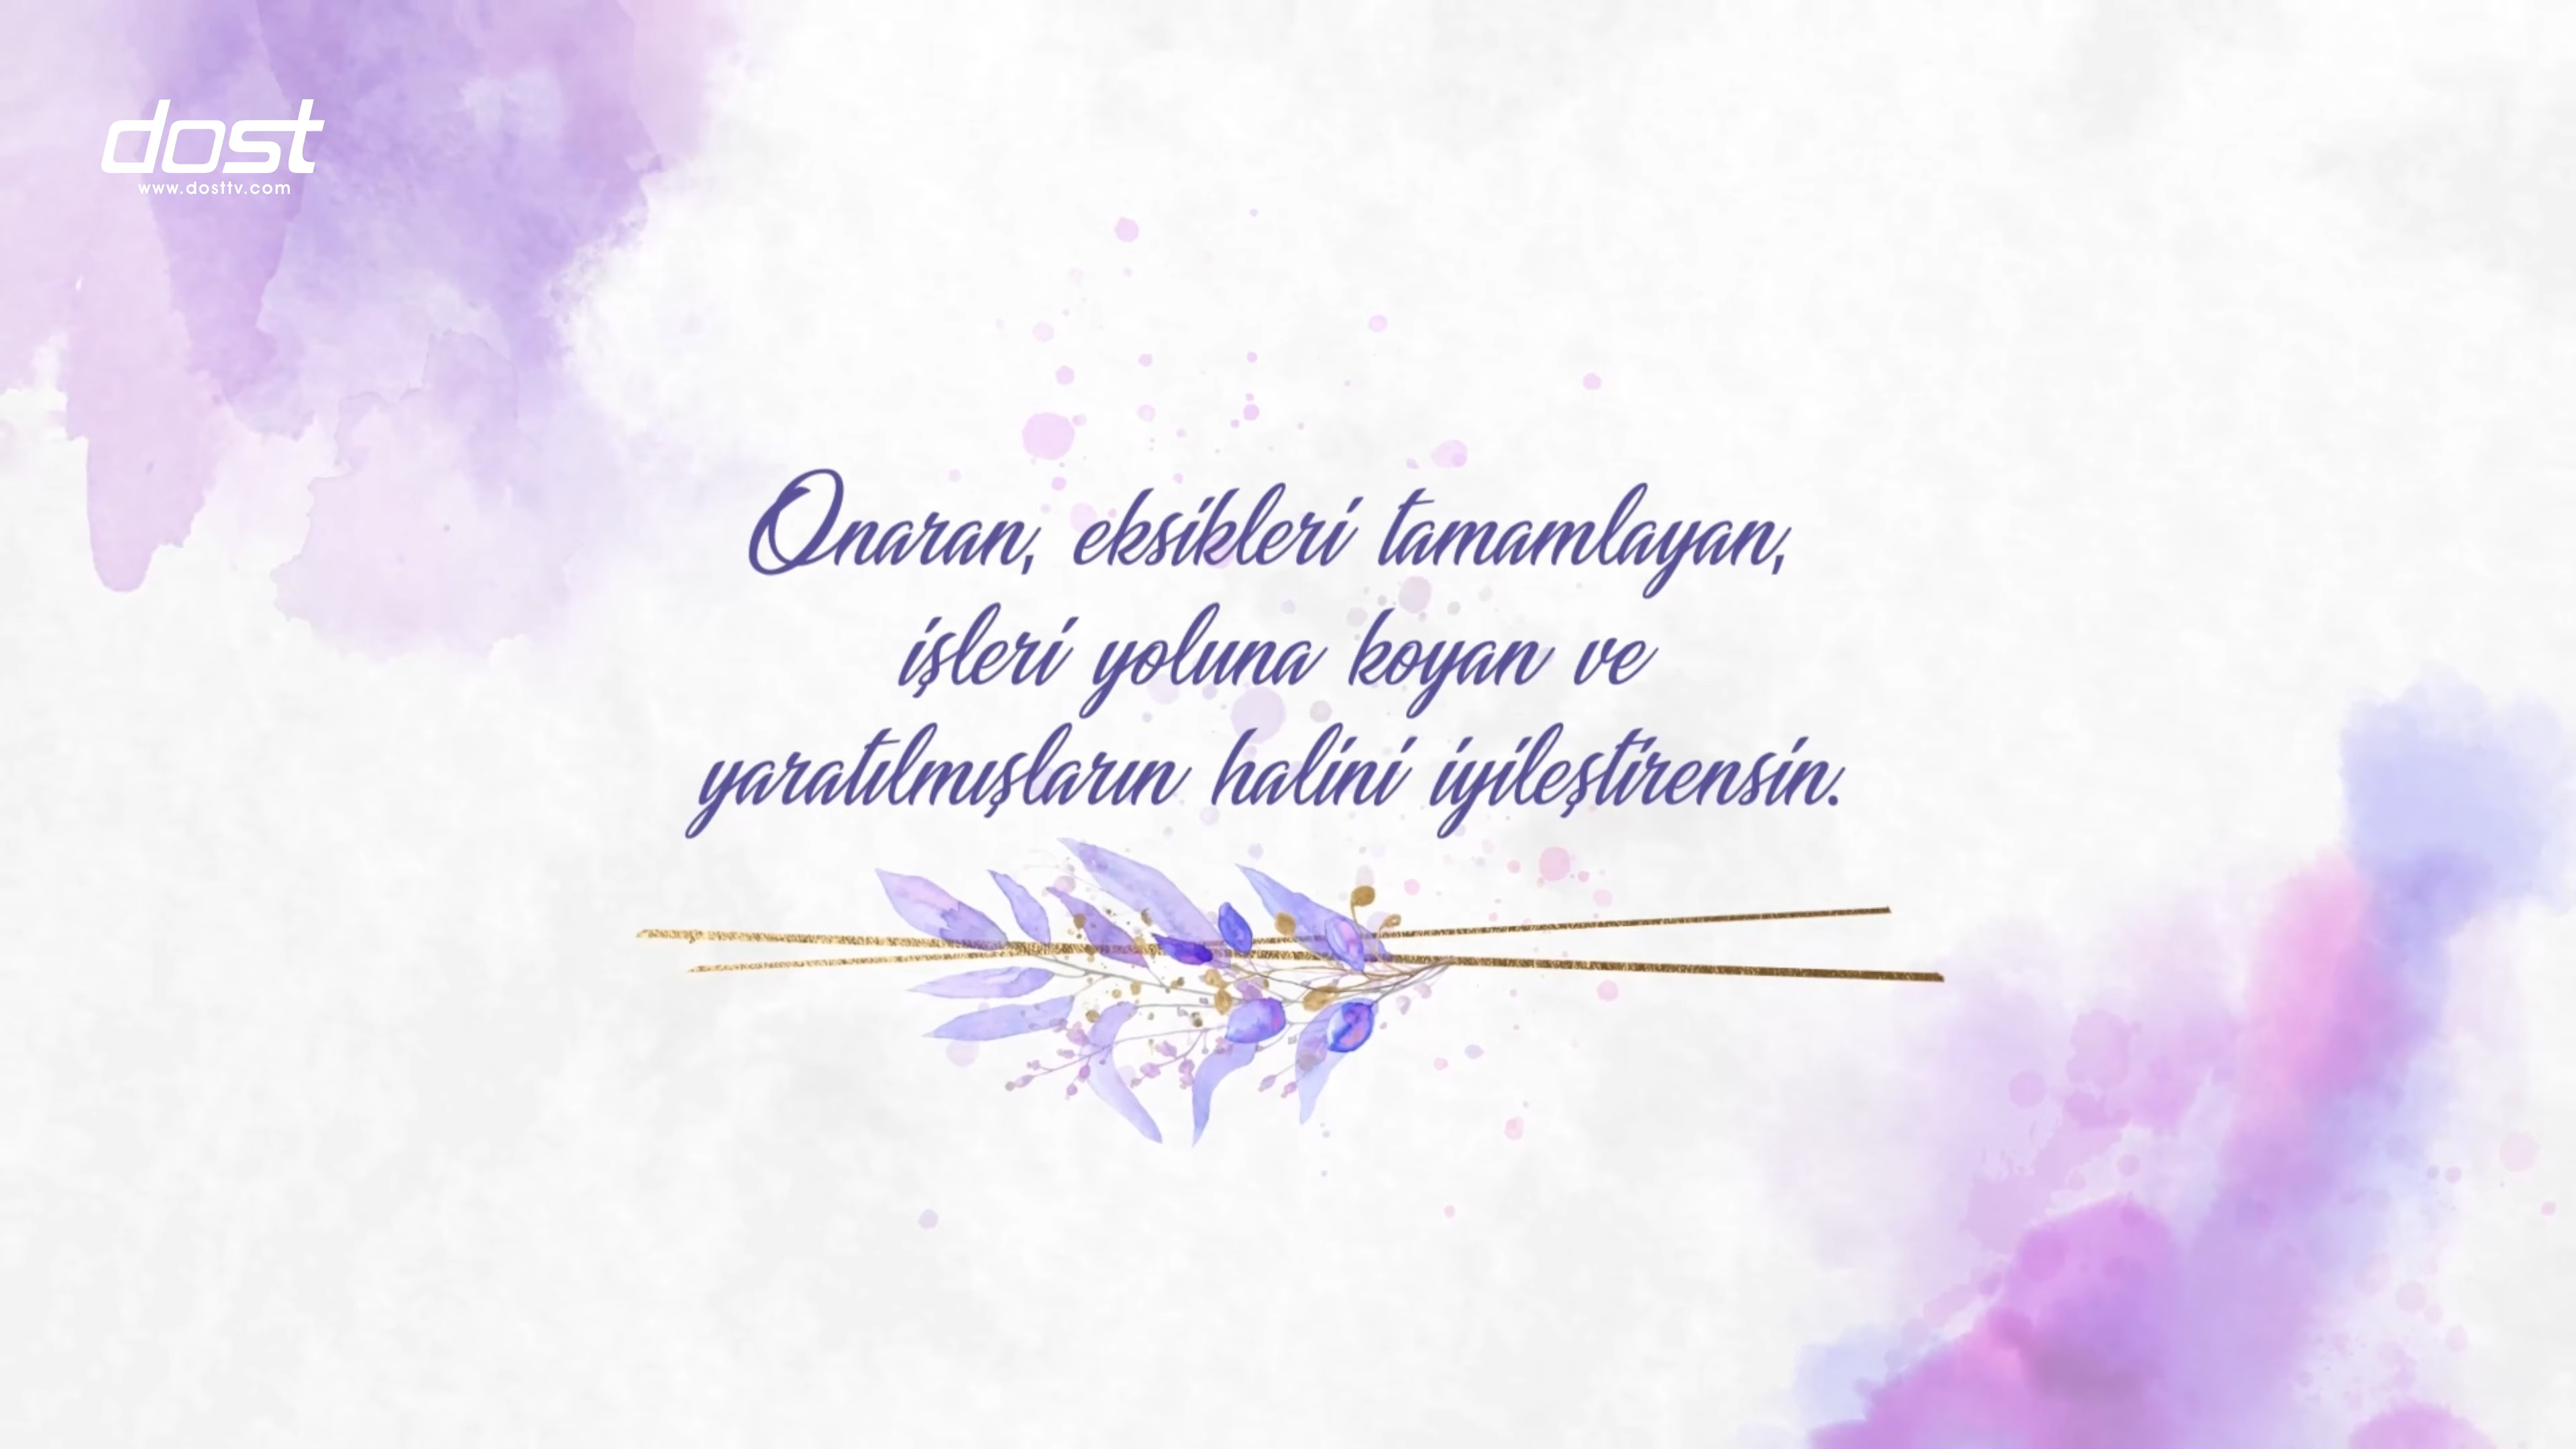 dost
www.dosttv.com
Onaran, eksikleri tamamlayan,
işleri yoluna koyan ve
yaratılmışların halini iyileştirensin.